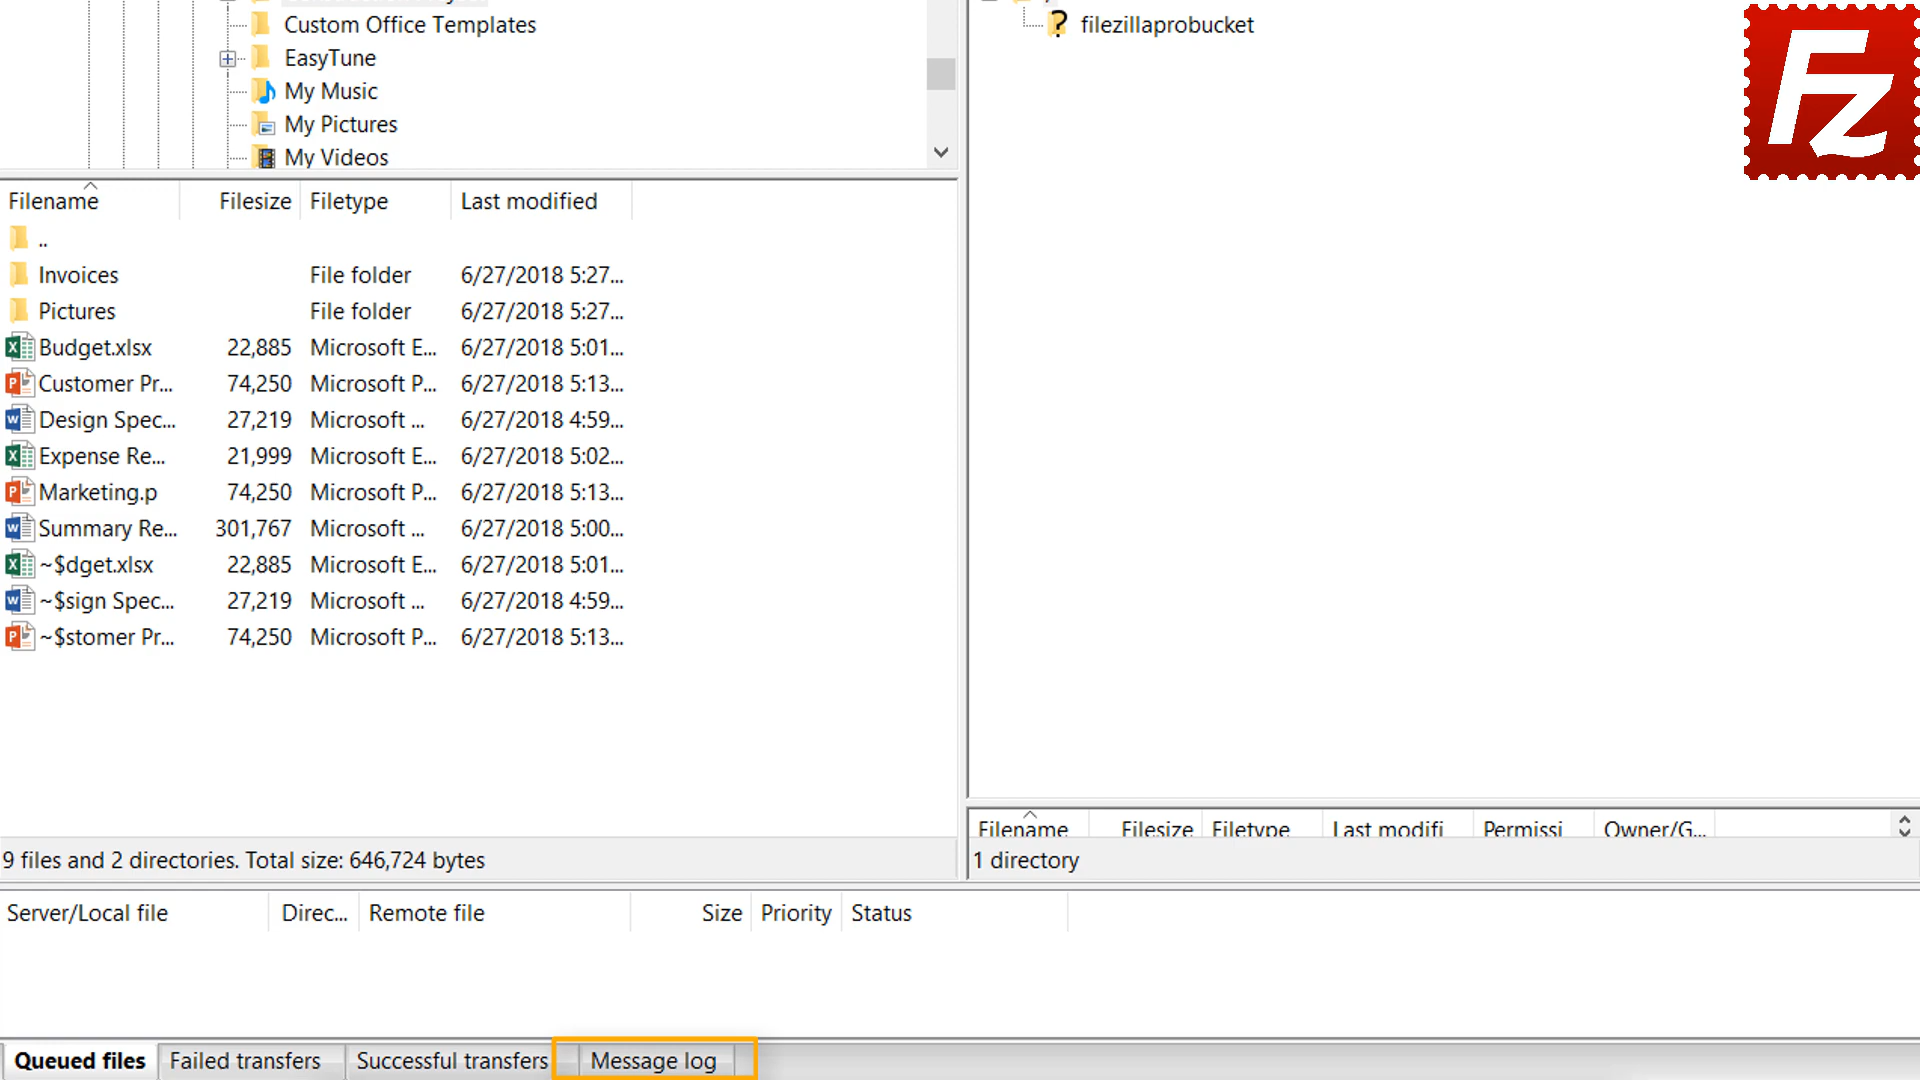 Custom Office Templates
EasyTune
My Music
My Pictures
My Videos
filezillaprobucket
Fz
Filename Filesize Filetype Last modified
..
Invoices File folder 6/27/2018 5:27...
Pictures File folder 6/27/2018 5:27...
Budget.xlsx 22,885 Microsoft E... 6/27/2018 5:01...
Customer Pr... 74,250 Microsoft P... 6/27/2018 5:13...
Design Spec... 27,219 Microsoft ... 6/27/2018 4:59...
Expense Re... 21,999 Microsoft E... 6/27/2018 5:02...
Marketing.p 74,250 Microsoft P... 6/27/2018 5:13...
Summary Re... 301,767 Microsoft ... 6/27/2018 5:00...
~$dget.xlsx 22,885 Microsoft E... 6/27/2018 5:01...
~$sign Spec... 27,219 Microsoft ... 6/27/2018 4:59...
~$stomer Pr... 74,250 Microsoft P... 6/27/2018 5:13...
9 files and 2 directories. Total size: 646,724 bytes
Filename Filesize Filetype Last modifi Permissi Owner/G...
1 directory
Server/Local file Direc... Remote file Size Priority Status
Queued files Failed transfers Successful transfers Message log